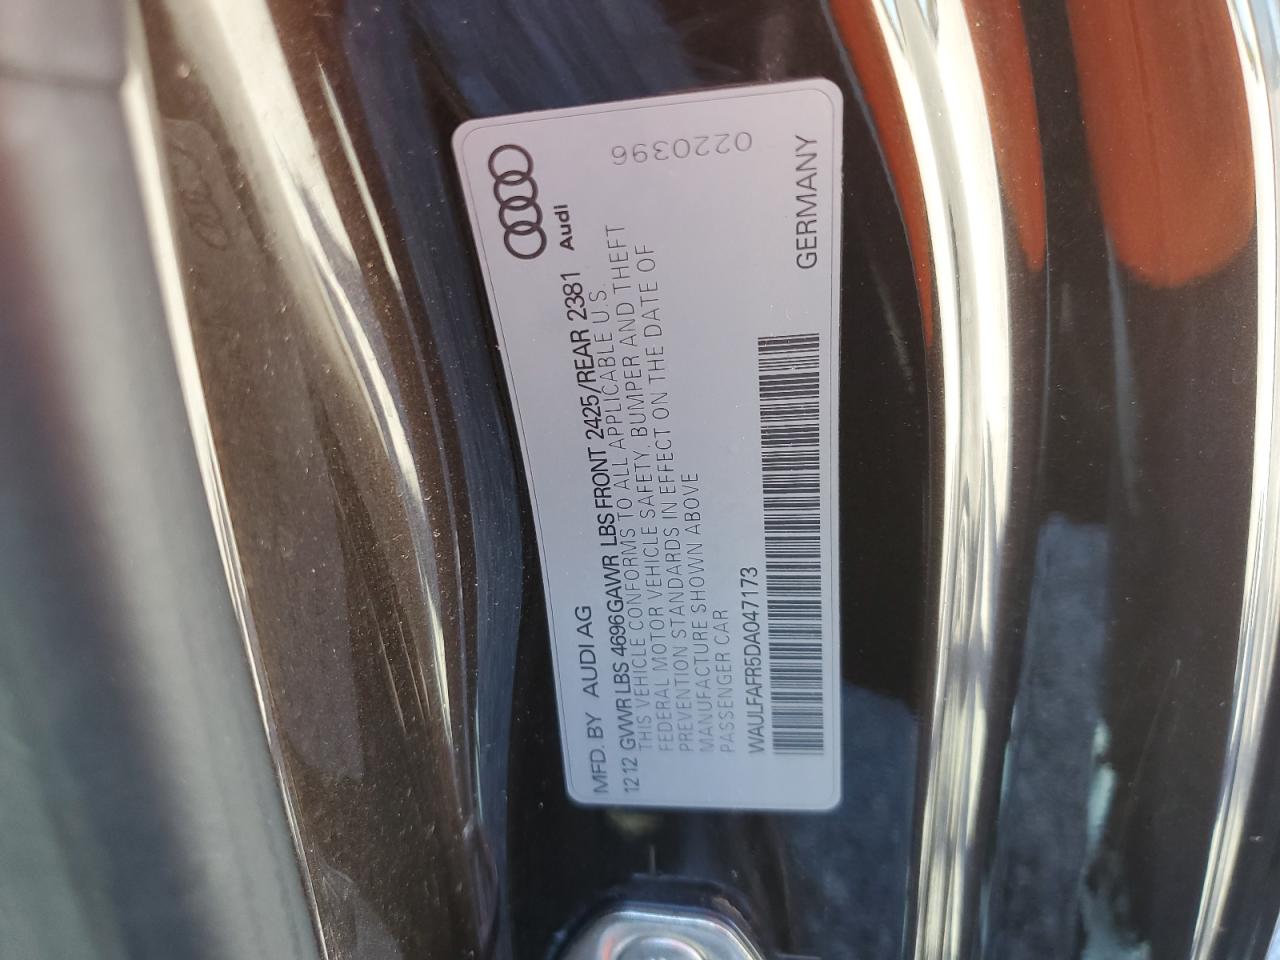 0220396
Audi
MFD. BY AUDI AG
12 12 GVWR LBS 4696 GAWR LBS FRONT 2425/REAR 2381
THIS VEHICLE CONFORMS TO ALL APPLICABLE U.S.
FEDERAL MOTOR VEHICLE SAFETY, BUMPER AND THEFT
PREVENTION STANDARDS IN EFFECT ON THE DATE OF
MANUFACTURE SHOWN ABOVE
PASSENGER CAR
WAULFAFR5DA047173
GERMANY